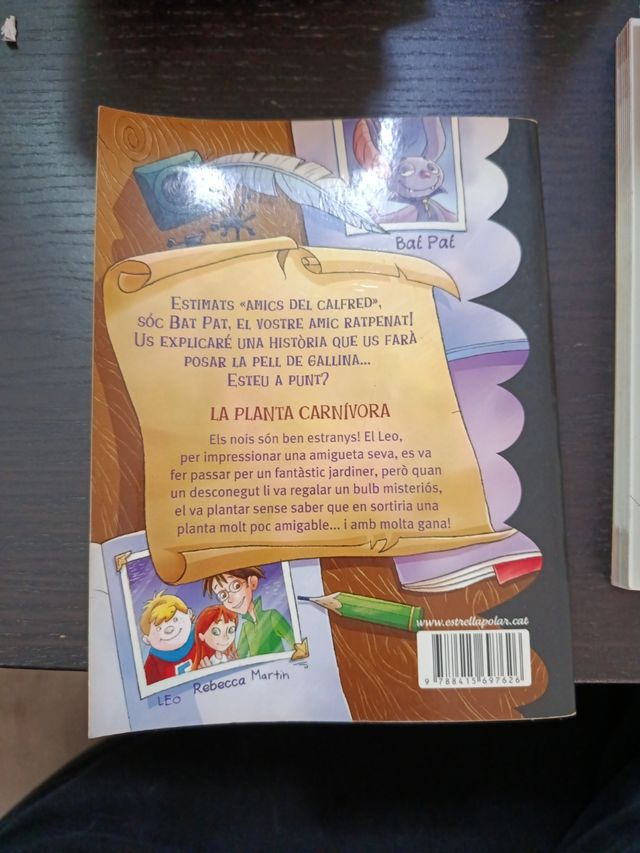 Bat Pat
Estimats «amics del calfred»,
sóc Bat Pat, el vostre amic ratpenat!
Us explicaré una història que us farà
posar la pell de gallina...
Esteu a punt?
LA PLANTA CARNÍVORA
Els nois són ben estranys! El Leo,
per impressionar una amigueta seva, es va
fer passar per un fantàstic jardiner, però quan
un desconegut li va regalar un bulb misteriós,
el va plantar sense saber que en sortiria una
planta molt poc amigable... i amb molta gana!
LEO Rebecca Martin
www.estrellapolar.cat
9 788415 697626